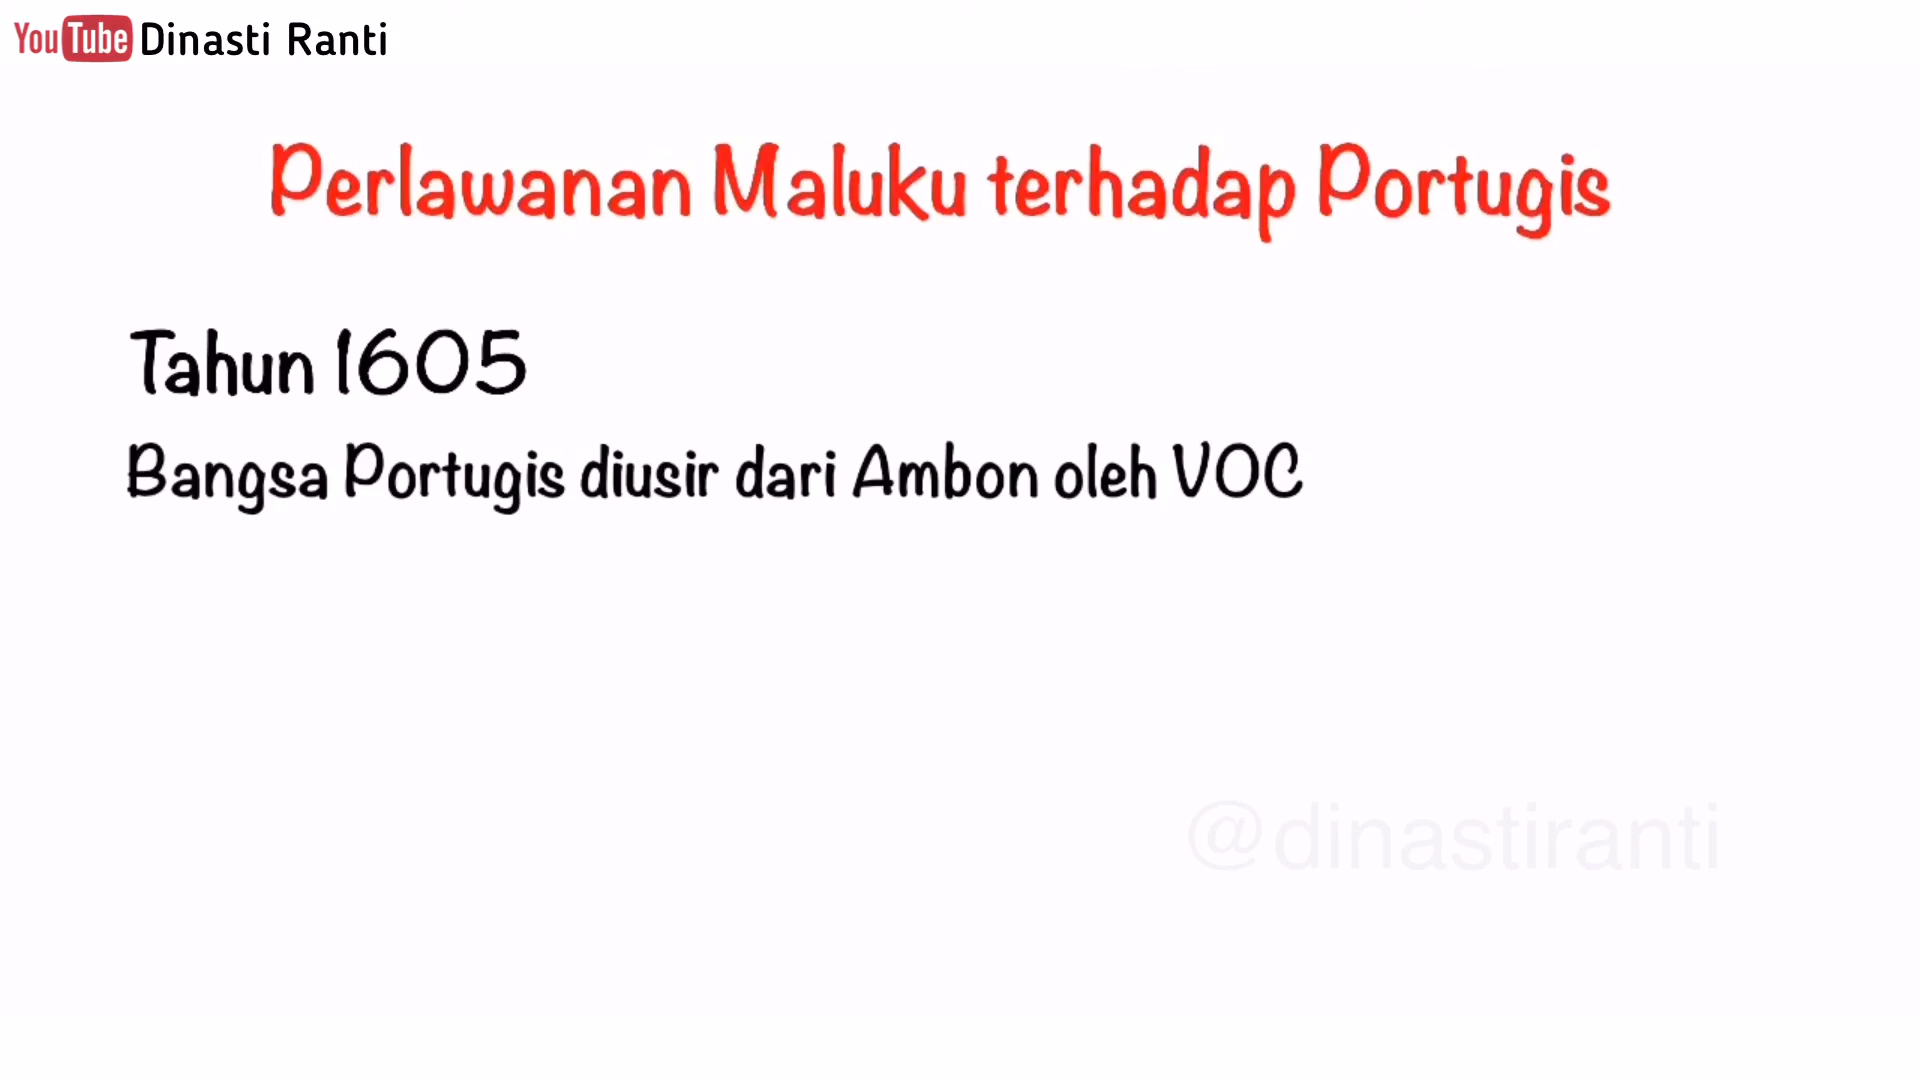 YouTube Dinasti Ranti
Perlawanan Maluku terhadap Portugis
Tahun 1605
Bangsa Portugis diusir dari Ambon oleh VOC
@dinastiranti